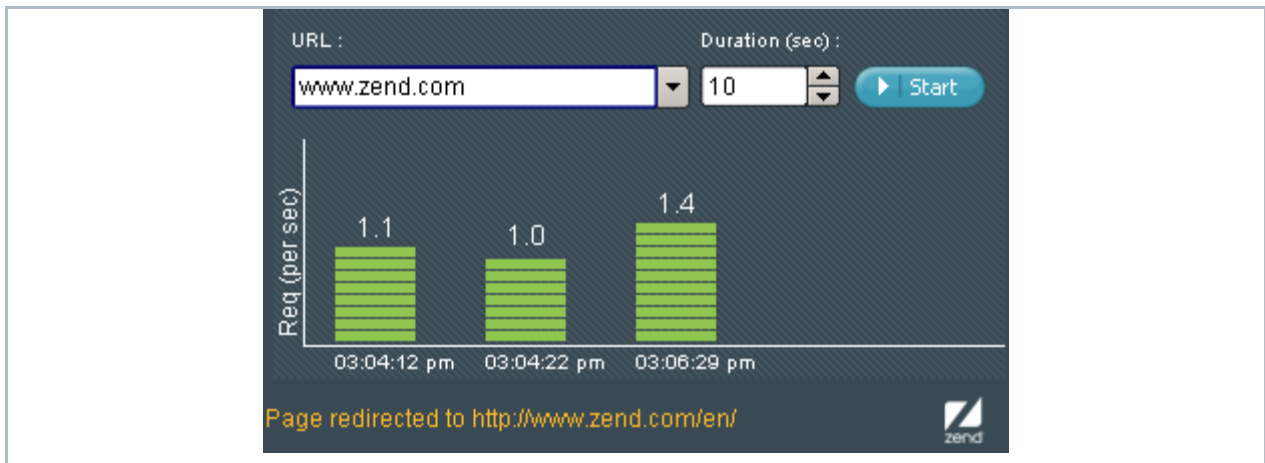 URL : Duration (sec) :
www.zend.com 10 Start
Req (per sec)
1.1 1.0 1.4
03:04:12 pm 03:04:22 pm 03:06:29 pm
Page redirected to http://www.zend.com/en/
zend